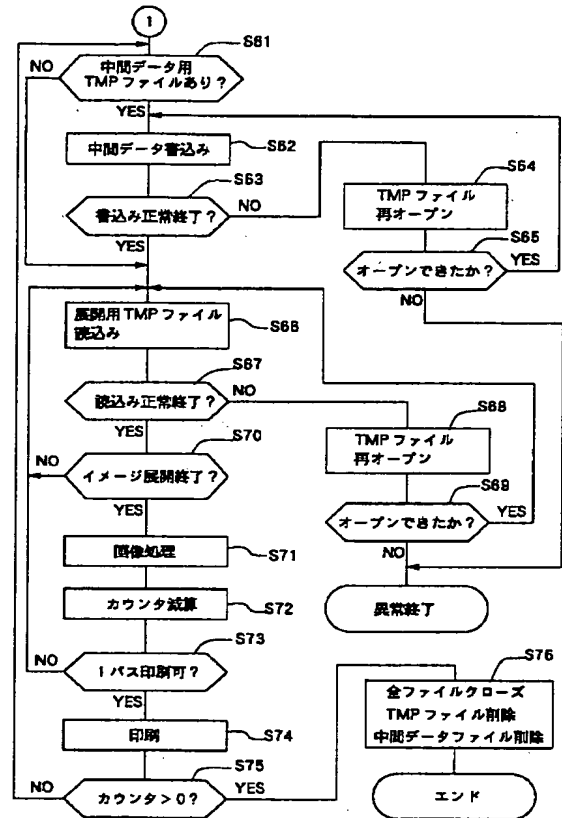 1
S61
中間データ用
TMPファイルあり？
NO
YES
中間データ書込み
S62
S63
書込み正常終了？
NO
YES
S64
TMPファイル
再オープン
S65
オープンできたか？
YES
NO
展開用TMPファイル
読込み
S66
S67
読込み正常終了？
NO
YES
S68
TMPファイル
再オープン
S69
オープンできたか？
YES
NO
異常終了
S70
イメージ展開終了？
NO
YES
画像処理
S71
カウンタ減算
S72
S73
1パス印刷可？
NO
YES
印刷
S74
S75
カウンタ＞0？
NO
YES
S76
全ファイルクローズ
TMPファイル削除
中間データファイル削除
エンド